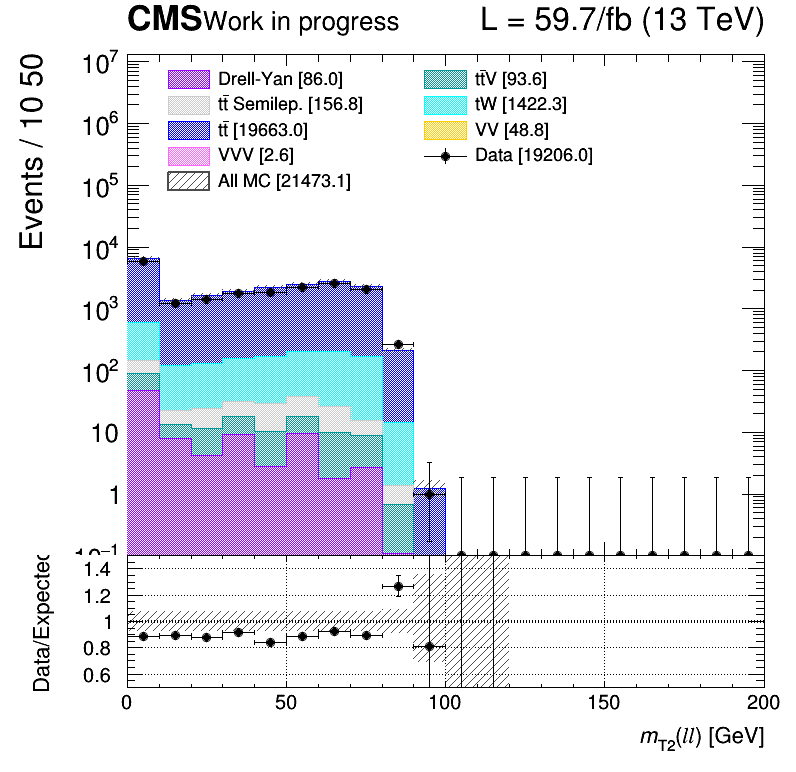 CMS Work in progress L = 59.7/fb (13 TeV)
Events / 10 50
Drell-Yan [86.0]
tt̄ Semilep. [156.8]
tt̄ [19663.0]
VVV [2.6]
All MC [21473.1]
tt̄V [93.6]
tW [1422.3]
VV [48.8]
Data [19206.0]
10⁷
10⁶
10⁵
10⁴
10³
10²
10
1
10⁻¹
Data/Expected
1.4
1.2
1
0.8
0.6
0 50 100 150 200
m_T2(ll) [GeV]